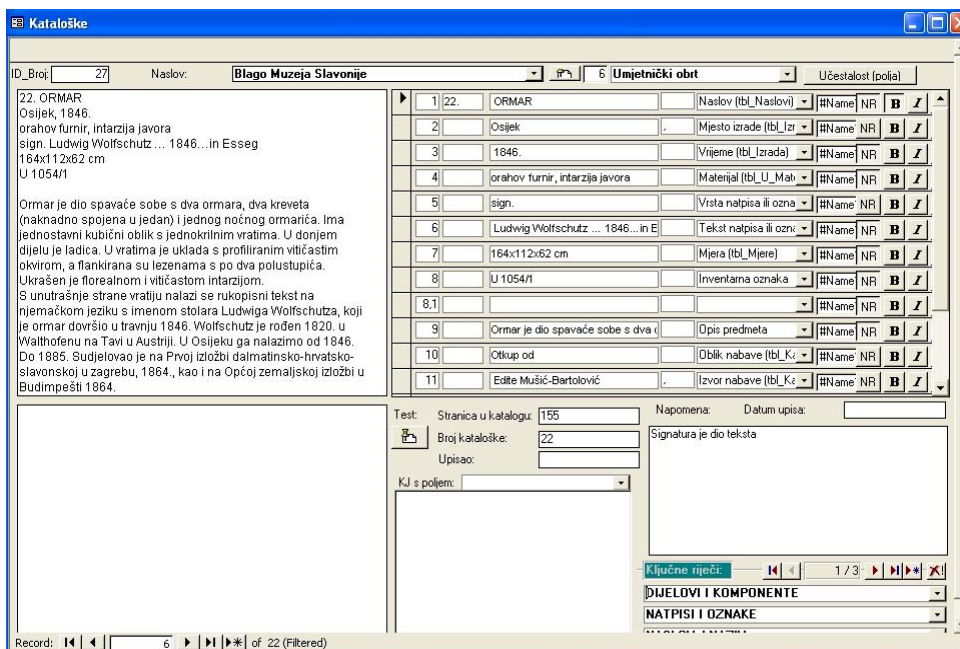 Kataloške
ID_Broj: 27 Naslov: Blago Muzeja Slavonije 6 Umjetnički obrt Učestalost (polja)
22. ORMAR
Osijek, 1846.
orahov furnir, intarzija javora
sign. Ludwig Wolfschutz ... 1846...in Esseg
164x112x62 cm
U 1054/1
Ormar je dio spavaće sobe s dva ormara, dva kreveta
(naknadno spojena u jedan) i jednog noćnog ormarića. Ima
jednostavni kubični oblik s jednokrilnim vratima. U donjem
dijelu je ladica. U vratima je uklada s profiliranim vitičastim
okvirom, a flankirana su lezenama s po dva polustupića.
Ukrašen je florealnom i vitičastom intarzijom.
S unutrašnje strane vratiju nalazi se rukopisni tekst na
njemačkom jeziku s imenom stolara Ludwiga Wolfschutza, koji
je ormar dovršio u travnju 1846. Wolfschutz je rođen 1820. u
Walthofenu na Tavi u Austriji. U Osijeku ga nalazimo od 1846.
Do 1885. Sudjelovao je na Prvoj izložbi dalmatinsko-hrvatsko-
slavonskoj u zagrebu, 1864., kao i na Općoj zemaljskoj izložbi u
Budimpešti 1864.
1 22. ORMAR Naslov (tbl_Naslovi) #Name NR B I
2 Osijek , Mjesto izrade (tbl_Izr #Name NR B I
3 1846. Vrijeme (tbl_Izrada) #Name NR B I
4 orahov furnir, intarzija javora Materijal (tbl_U_Mat #Name NR B I
5 sign. Vrsta natpisa ili ozna #Name NR B I
6 Ludwig Wolfschutz ... 1846...in E Tekst natpisa ili ozn #Name NR B I
7 164x112x62 cm Mjera (tbl_Mjere) #Name NR B I
8 U 1054/1 Inventarna oznaka #Name NR B I
8,1 #Name NR B I
9 Ormar je dio spavaće sobe s dva Opis predmeta #Name NR B I
10 Otkup od Oblik nabave (tbl_K #Name NR B I
11 Edite Mušić-Bartolović , Izvor nabave (tbl_K #Name NR B I
Test: Stranica u katalogu: 155
Broj kataloške: 22
Upisao:
KJ s poljem:
Napomena: Datum upisa:
Signatura je dio teksta
Ključne riječi: 1 / 3
DIJELOVI I KOMPONENTE
NATPISI I OZNAKE
Record: 6 of 22 (Filtered)